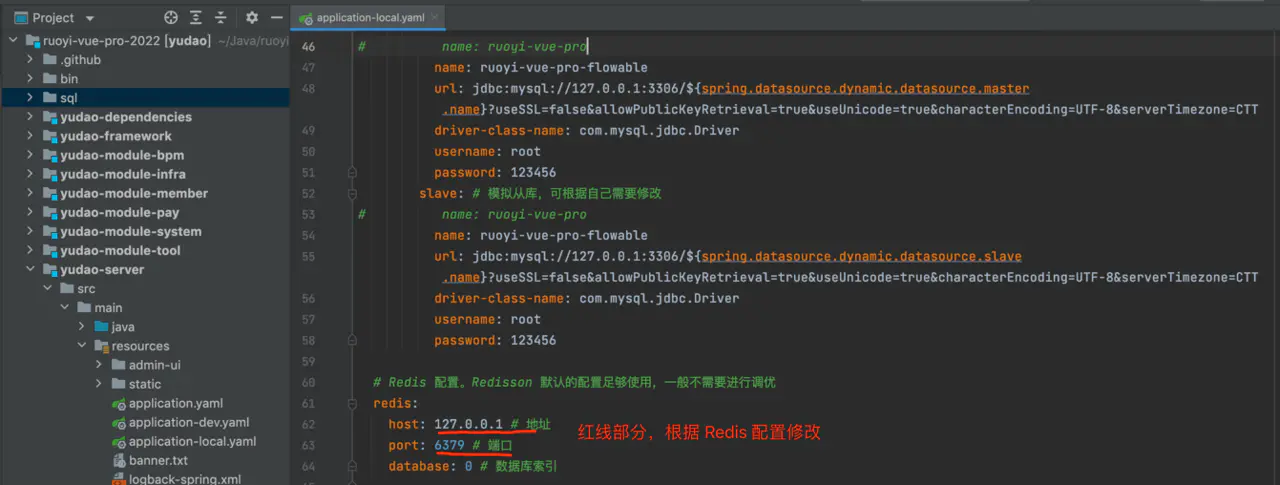 Project
application-local.yaml
ruoyi-vue-pro-2022 [yudao] ~/Java/ruoyi
.github
bin
sql
yudao-dependencies
yudao-framework
yudao-module-bpm
yudao-module-infra
yudao-module-member
yudao-module-pay
yudao-module-system
yudao-module-tool
yudao-server
src
main
java
resources
admin-ui
static
application.yaml
application-dev.yaml
application-local.yaml
banner.txt
logback-spring.xml
46 # name: ruoyi-vue-pro
47 name: ruoyi-vue-pro-flowable
48 url: jdbc:mysql://127.0.0.1:3306/${spring.datasource.dynamic.datasource.master
.name}?useSSL=false&allowPublicKeyRetrieval=true&useUnicode=true&characterEncoding=UTF-8&serverTimezone=CTT
49 driver-class-name: com.mysql.jdbc.Driver
50 username: root
51 password: 123456
52 slave: # 模拟从库，可根据自己需要修改
53 # name: ruoyi-vue-pro
54 name: ruoyi-vue-pro-flowable
55 url: jdbc:mysql://127.0.0.1:3306/${spring.datasource.dynamic.datasource.slave
.name}?useSSL=false&allowPublicKeyRetrieval=true&useUnicode=true&characterEncoding=UTF-8&serverTimezone=CTT
56 driver-class-name: com.mysql.jdbc.Driver
57 username: root
58 password: 123456
59
60 # Redis 配置。Redisson 默认的配置足够使用，一般不需要进行调优
61 redis:
62 host: 127.0.0.1 # 地址
63 port: 6379 # 端口
64 database: 0 # 数据库索引
红线部分，根据 Redis 配置修改